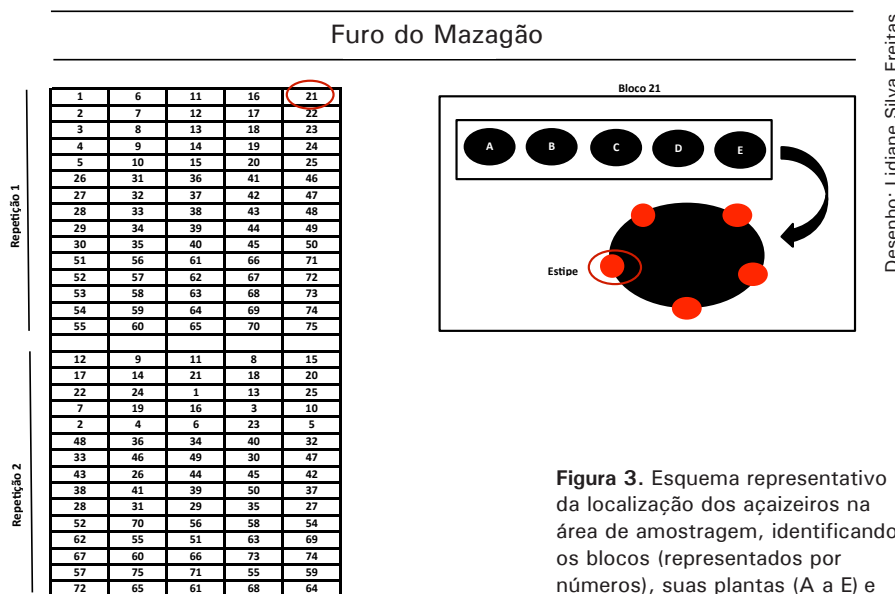 Furo do Mazagão
Repetição 1
1 6 11 16 21
2 7 12 17 22
3 8 13 18 23
4 9 14 19 24
5 10 15 20 25
26 31 36 41 46
27 32 37 42 47
28 33 38 43 48
29 34 39 44 49
30 35 40 45 50
51 56 61 66 71
52 57 62 67 72
53 58 63 68 73
54 59 64 69 74
55 60 65 70 75
Repetição 2
12 9 11 8 15
17 14 21 18 20
22 24 1 13 25
7 19 16 3 10
2 4 6 23 5
48 36 34 40 32
33 46 49 30 47
43 26 44 45 42
38 41 39 50 37
28 31 29 35 27
52 70 56 58 54
62 55 51 63 69
67 60 66 73 74
57 75 71 55 59
72 65 61 68 64
Bloco 21
A B C D E
Estipe
Desenho: Lidiane Silva Freitas
Figura 3. Esquema representativo
da localização dos açaizeiros na
área de amostragem, identificando
os blocos (representados por
números), suas plantas (A a E) e